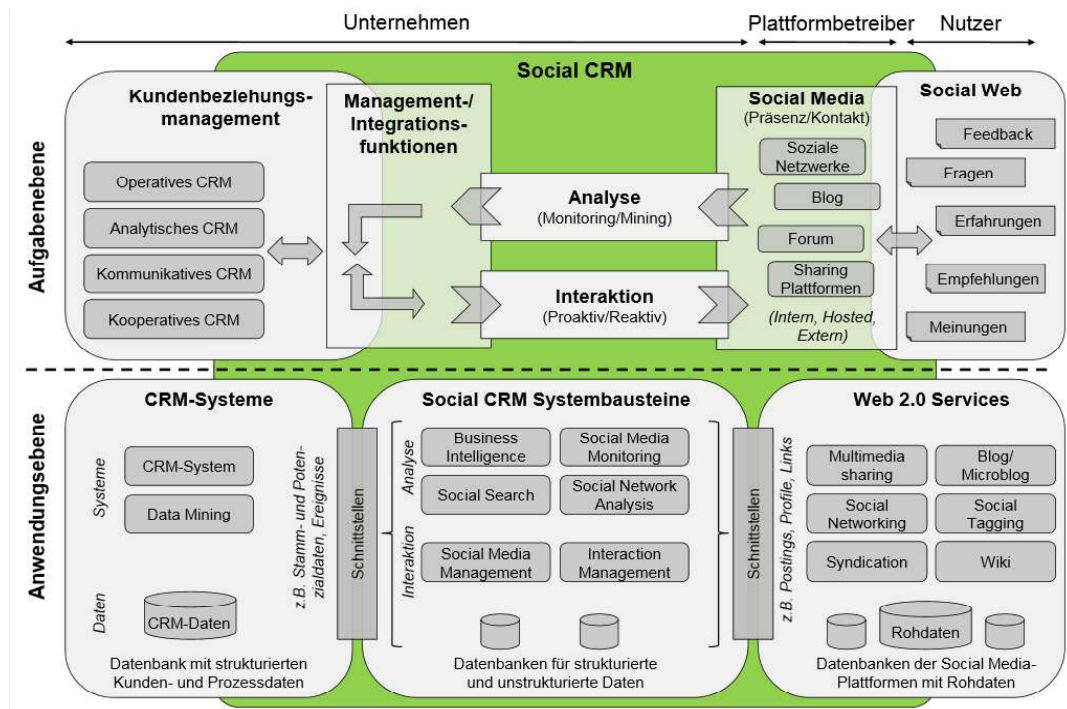 Unternehmen
Plattformbetreiber
Nutzer
Social CRM
Aufgabenebene
Kundenbeziehungs-
management
Operatives CRM
Analytisches CRM
Kommunikatives CRM
Kooperatives CRM
Management-/
Integrations-
funktionen
Analyse
(Monitoring/Mining)
Interaktion
(Proaktiv/Reaktiv)
Social Media
(Präsenz/Kontakt)
Soziale
Netzwerke
Blog
Forum
Sharing
Plattformen
(Intern, Hosted,
Extern)
Social Web
Feedback
Fragen
Erfahrungen
Empfehlungen
Meinungen
Anwendungsebene
CRM-Systeme
Systeme
CRM-System
Data Mining
Daten
CRM-Daten
Datenbank mit strukturierten
Kunden- und Prozessdaten
z.B. Stamm- und Poten-
zialdaten, Ereignisse
Schnittstellen
Social CRM Systembausteine
Analyse
Business
Intelligence
Social Media
Monitoring
Social Search
Social Network
Analysis
Interaktion
Social Media
Management
Interaction
Management
Datenbanken für strukturierte
und unstrukturierte Daten
Schnittstellen
z.B. Postings, Profile, Links
Web 2.0 Services
Multimedia
sharing
Blog/
Microblog
Social
Networking
Social
Tagging
Syndication
Wiki
Rohdaten
Datenbanken der Social Media-
Plattformen mit Rohdaten